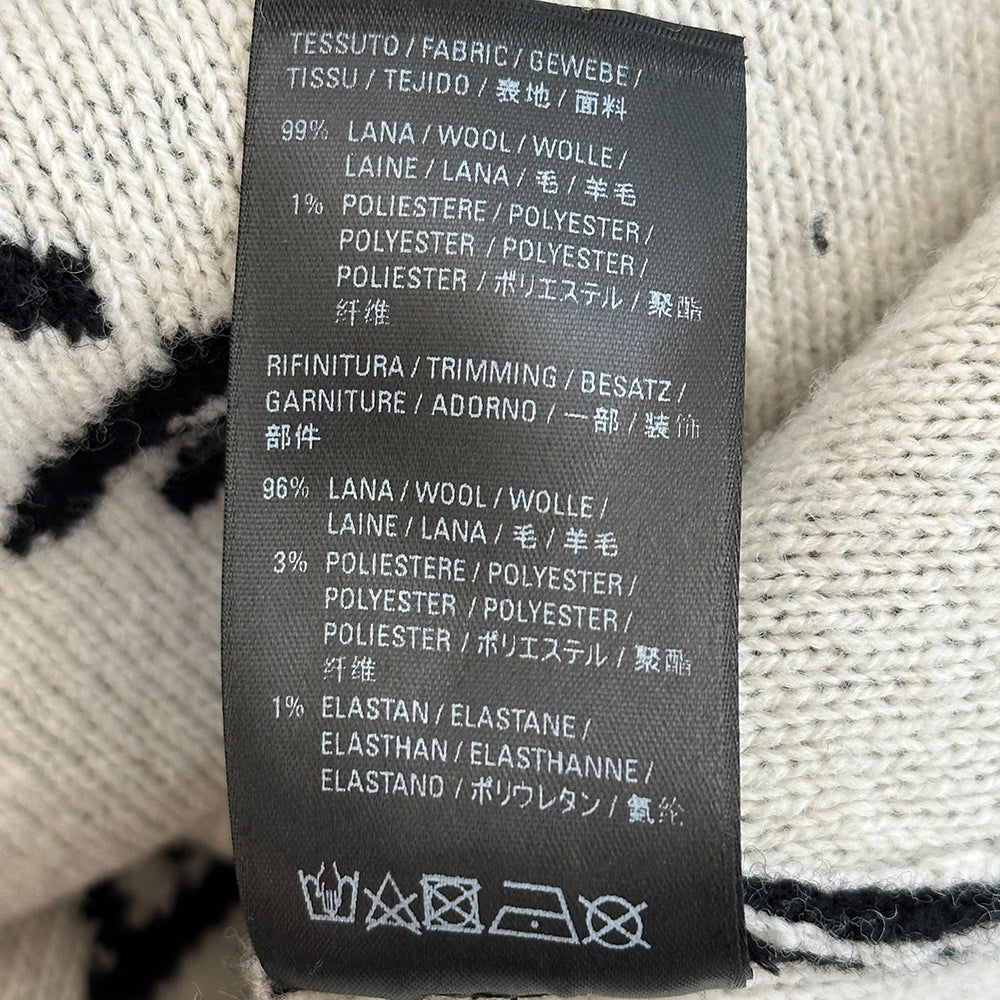 TESSUTO / FABRIC / GEWEBE /
TISSU / TEJIDO / 表地 / 面料
99% LANA / WOOL / WOLLE /
LAINE / LANA / 毛 / 羊毛
1% POLIESTERE / POLYESTER /
POLYESTER / POLYESTER /
POLIESTER / ポリエステル / 聚酯
纤维
RIFINITURA / TRIMMING / BESATZ /
GARNITURE / ADORNO / 一部 / 装饰
部件
96% LANA / WOOL / WOLLE /
LAINE / LANA / 毛 / 羊毛
3% POLIESTERE / POLYESTER /
POLYESTER / POLYESTER /
POLIESTER / ポリエステル / 聚酯
纤维
1% ELASTAN / ELASTANE /
ELASTHAN / ELASTHANNE /
ELASTANO / ポリウレタン / 氨纶